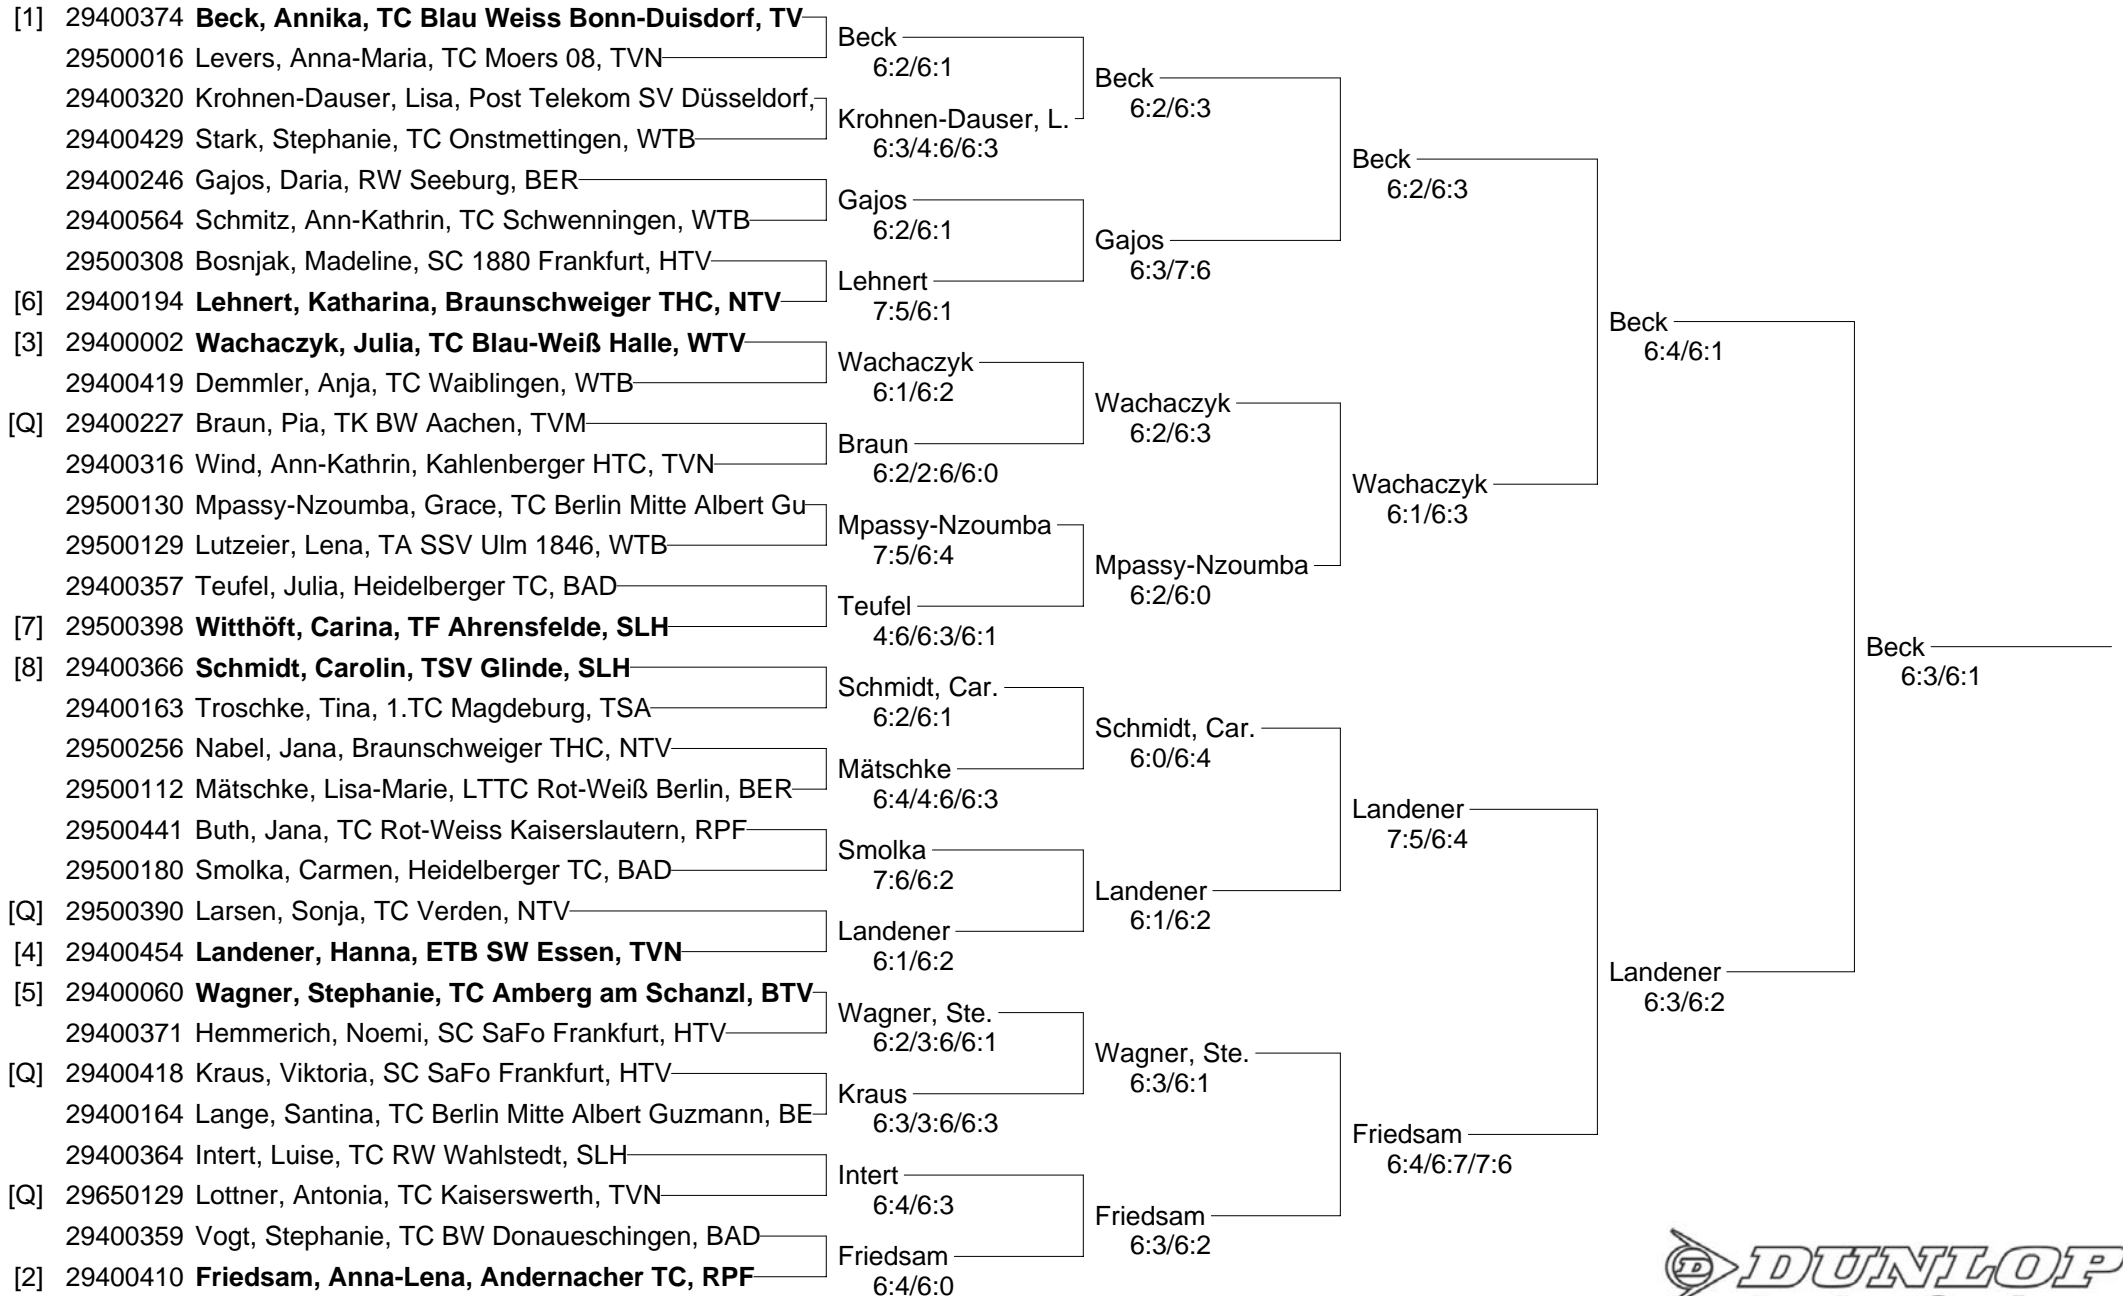 [1] 29400374 Beck, Annika, TC Blau Weiss Bonn-Duisdorf, TV
29500016 Levers, Anna-Maria, TC Moers 08, TVN
29400320 Krohnen-Dauser, Lisa, Post Telekom SV Düsseldorf,
29400429 Stark, Stephanie, TC Onstmettingen, WTB
29400246 Gajos, Daria, RW Seeburg, BER
29400564 Schmitz, Ann-Kathrin, TC Schwenningen, WTB
29500308 Bosnjak, Madeline, SC 1880 Frankfurt, HTV
[6] 29400194 Lehnert, Katharina, Braunschweiger THC, NTV
[3] 29400002 Wachaczyk, Julia, TC Blau-Weiß Halle, WTV
29400419 Demmler, Anja, TC Waiblingen, WTB
[Q] 29400227 Braun, Pia, TK BW Aachen, TVM
29400316 Wind, Ann-Kathrin, Kahlenberger HTC, TVN
29500130 Mpassy-Nzoumba, Grace, TC Berlin Mitte Albert Gu
29500129 Lutzeier, Lena, TA SSV Ulm 1846, WTB
29400357 Teufel, Julia, Heidelberger TC, BAD
[7] 29500398 Witthöft, Carina, TF Ahrensfelde, SLH
[8] 29400366 Schmidt, Carolin, TSV Glinde, SLH
29400163 Troschke, Tina, 1.TC Magdeburg, TSA
29500256 Nabel, Jana, Braunschweiger THC, NTV
29500112 Mätschke, Lisa-Marie, LTTC Rot-Weiß Berlin, BER
29500441 Buth, Jana, TC Rot-Weiss Kaiserslautern, RPF
29500180 Smolka, Carmen, Heidelberger TC, BAD
[Q] 29500390 Larsen, Sonja, TC Verden, NTV
[4] 29400454 Landener, Hanna, ETB SW Essen, TVN
[5] 29400060 Wagner, Stephanie, TC Amberg am Schanzl, BTV
29400371 Hemmerich, Noemi, SC SaFo Frankfurt, HTV
[Q] 29400418 Kraus, Viktoria, SC SaFo Frankfurt, HTV
29400164 Lange, Santina, TC Berlin Mitte Albert Guzmann, BE
29400364 Intert, Luise, TC RW Wahlstedt, SLH
[Q] 29650129 Lottner, Antonia, TC Kaiserswerth, TVN
29400359 Vogt, Stephanie, TC BW Donaueschingen, BAD
[2] 29400410 Friedsam, Anna-Lena, Andernacher TC, RPF
Beck
6:2/6:1
Krohnen-Dauser, L.
6:3/4:6/6:3
Gajos
6:2/6:1
Lehnert
7:5/6:1
Wachaczyk
6:1/6:2
Braun
6:2/2:6/6:0
Mpassy-Nzoumba
7:5/6:4
Teufel
4:6/6:3/6:1
Schmidt, Car.
6:2/6:1
Mätschke
6:4/4:6/6:3
Smolka
7:6/6:2
Landener
6:1/6:2
Wagner, Ste.
6:2/3:6/6:1
Kraus
6:3/3:6/6:3
Intert
6:4/6:3
Friedsam
6:4/6:0
Beck
6:2/6:3
Gajos
6:3/7:6
Wachaczyk
6:2/6:3
Mpassy-Nzoumba
6:2/6:0
Schmidt, Car.
6:0/6:4
Landener
6:1/6:2
Wagner, Ste.
6:3/6:1
Friedsam
6:3/6:2
Beck
6:2/6:3
Wachaczyk
6:1/6:3
Landener
7:5/6:4
Friedsam
6:4/6:7/7:6
Beck
6:4/6:1
Landener
6:3/6:2
Beck
6:3/6:1
D DUNLOP